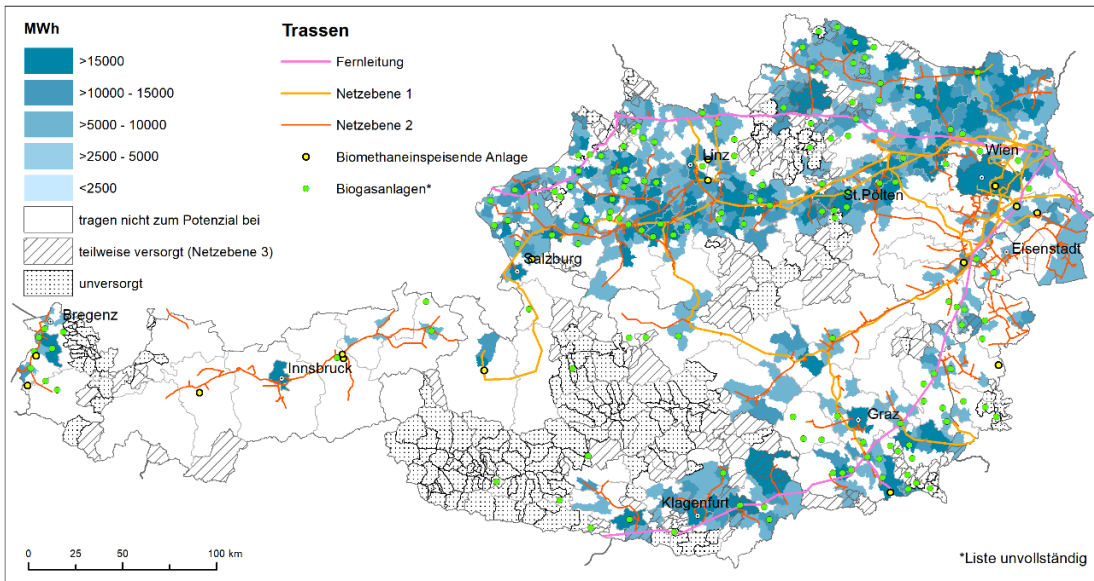 MWh
>15000
>10000 - 15000
>5000 - 10000
>2500 - 5000
<2500
tragen nicht zum Potenzial bei
teilweise versorgt (Netzebene 3)
unversorgt
Trassen
Fernleitung
Netzebene 1
Netzebene 2
Biomethaneinspeisende Anlage
Biogasanlagen*
Linz
Wien
St.Pölten
Eisenstadt
Salzburg
Bregenz
Innsbruck
Graz
Klagenfurt
0 25 50 100 km
*Liste unvollständig